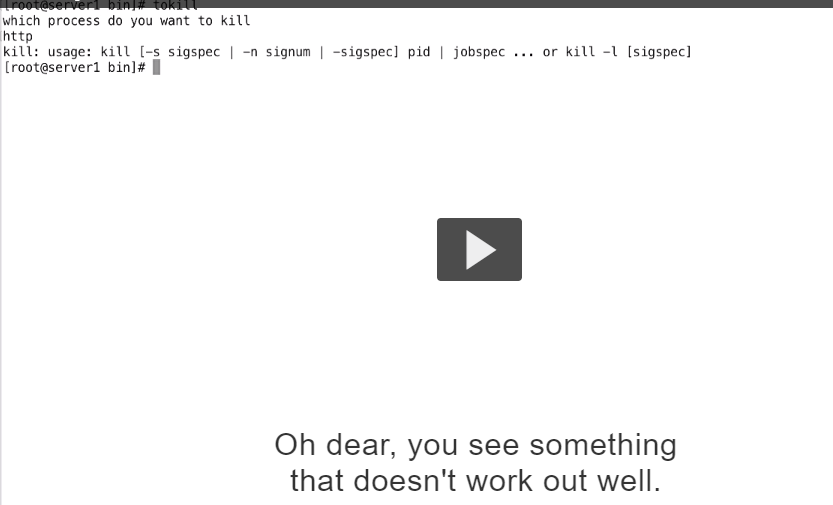 [root@server1 bin]# tokill
which process do you want to kill
http
kill: usage: kill [-s sigspec | -n signum | -sigspec] pid | jobspec ... or kill -l [sigspec]
[root@server1 bin]#
Oh dear, you see something
that doesn't work out well.